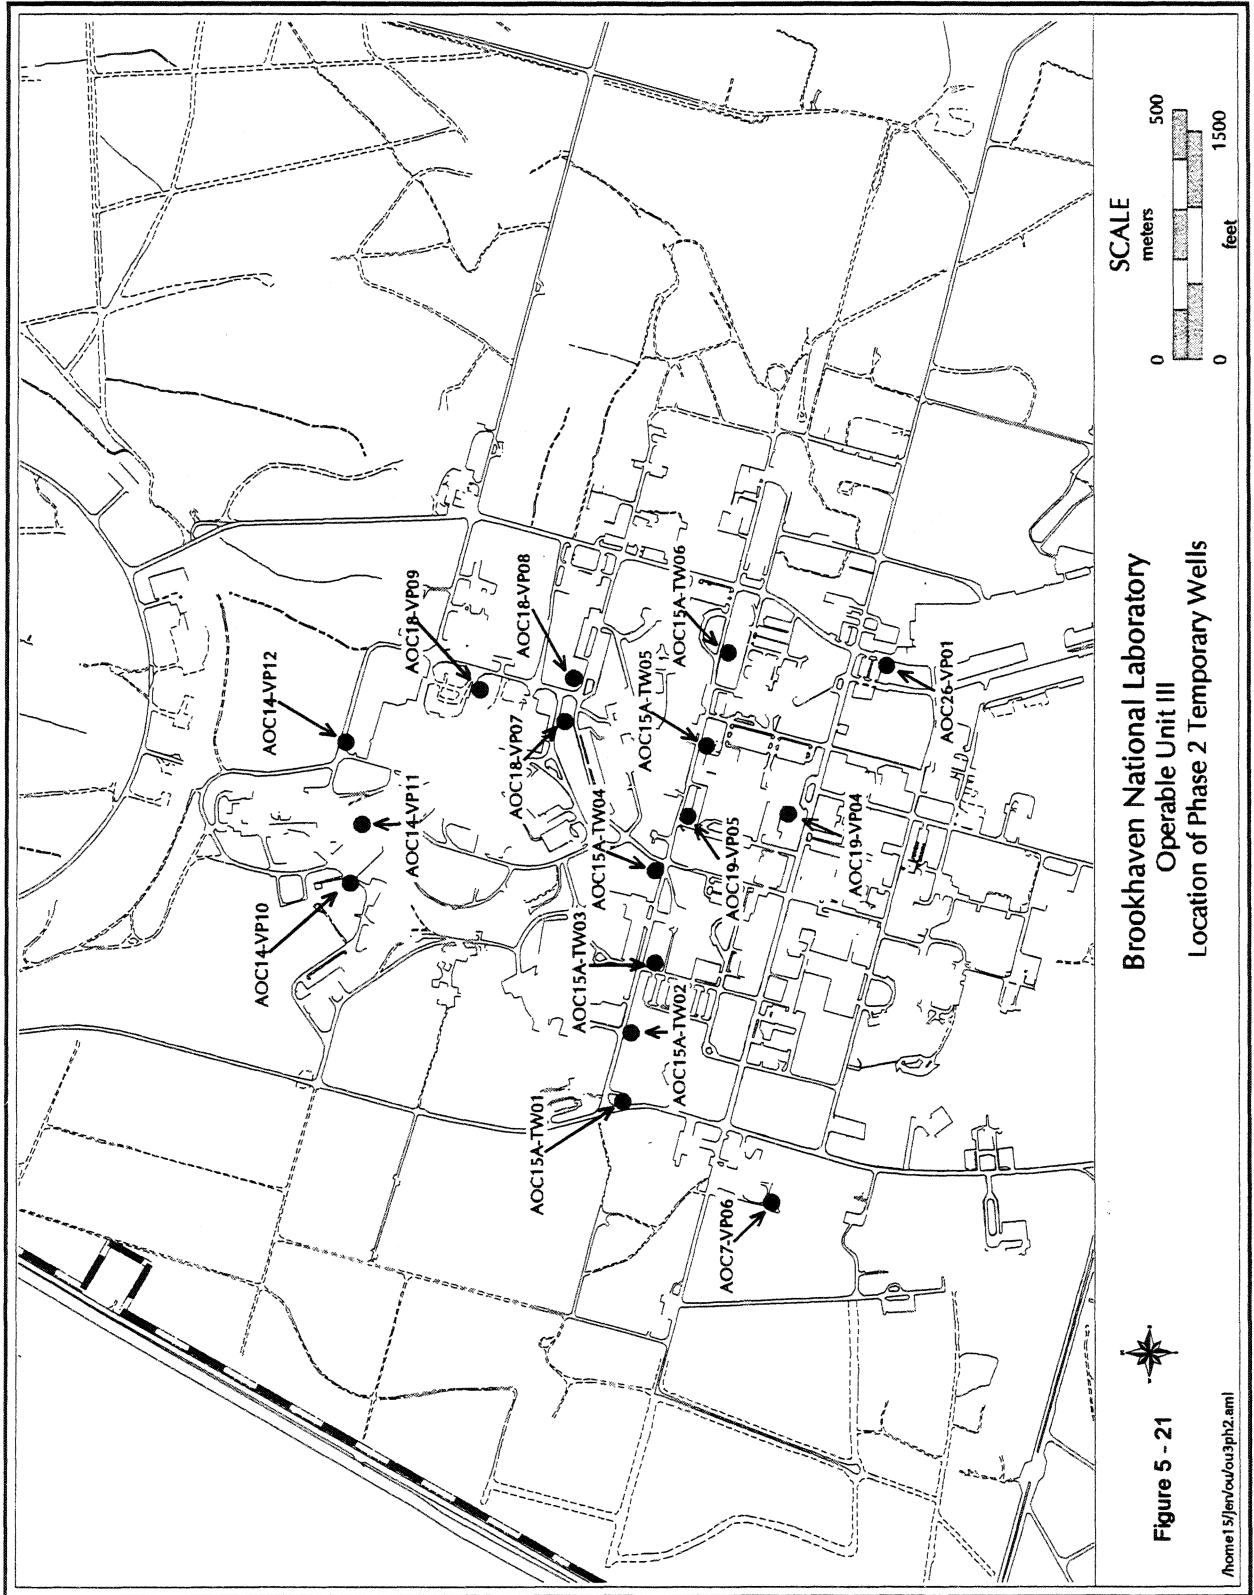 AOC14-VP12
AOC14-VP11
AOC14-VP10
AOC18-VP09
AOC18-VP08
AOC18-VP07
AOC15A-TW06
AOC15A-TW05
AOC15A-TW04
AOC15A-TW03
AOC15A-TW02
AOC15A-TW01
AOC19-VP05
AOC19-VP04
AOC26-VP01
AOC7-VP06
Figure 5 - 21
Brookhaven National Laboratory
Operable Unit III
Location of Phase 2 Temporary Wells
SCALE
meters
0 500
0 1500
feet
/home15/jen/ou/ou3ph2.aml